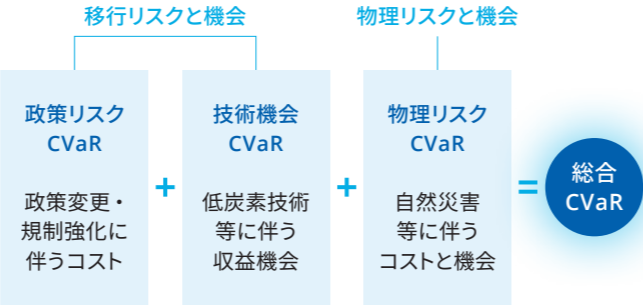 移行リスクと機会
物理リスクと機会
政策リスク
CVaR
政策変更・
規制強化に
伴うコスト
+
技術機会
CVaR
低炭素技術
等に伴う
収益機会
+
物理リスク
CVaR
自然災害
等に伴う
コストと機会
=
総合
CVaR